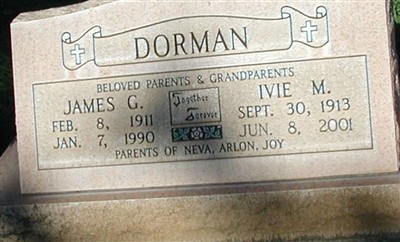 DORMAN
BELOVED PARENTS & GRANDPARENTS
JAMES G.
FEB. 8, 1911
JAN. 7, 1990
Together
Forever
IVIE M.
SEPT. 30, 1913
JUN. 8, 2001
PARENTS OF NEVA, ARLON, JOY